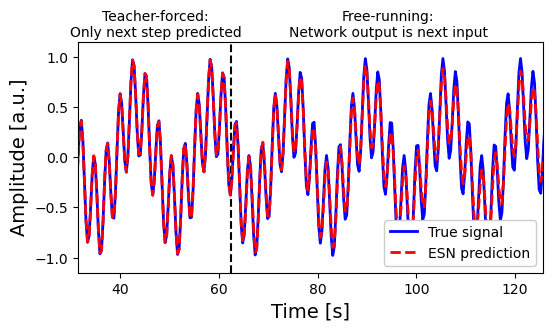 Teacher-forced:
Only next step predicted
Free-running:
Network output is next input
Amplitude [a.u.]
1.0
0.5
0.0
−0.5
−1.0
True signal
ESN prediction
40
60
80
100
120
Time [s]